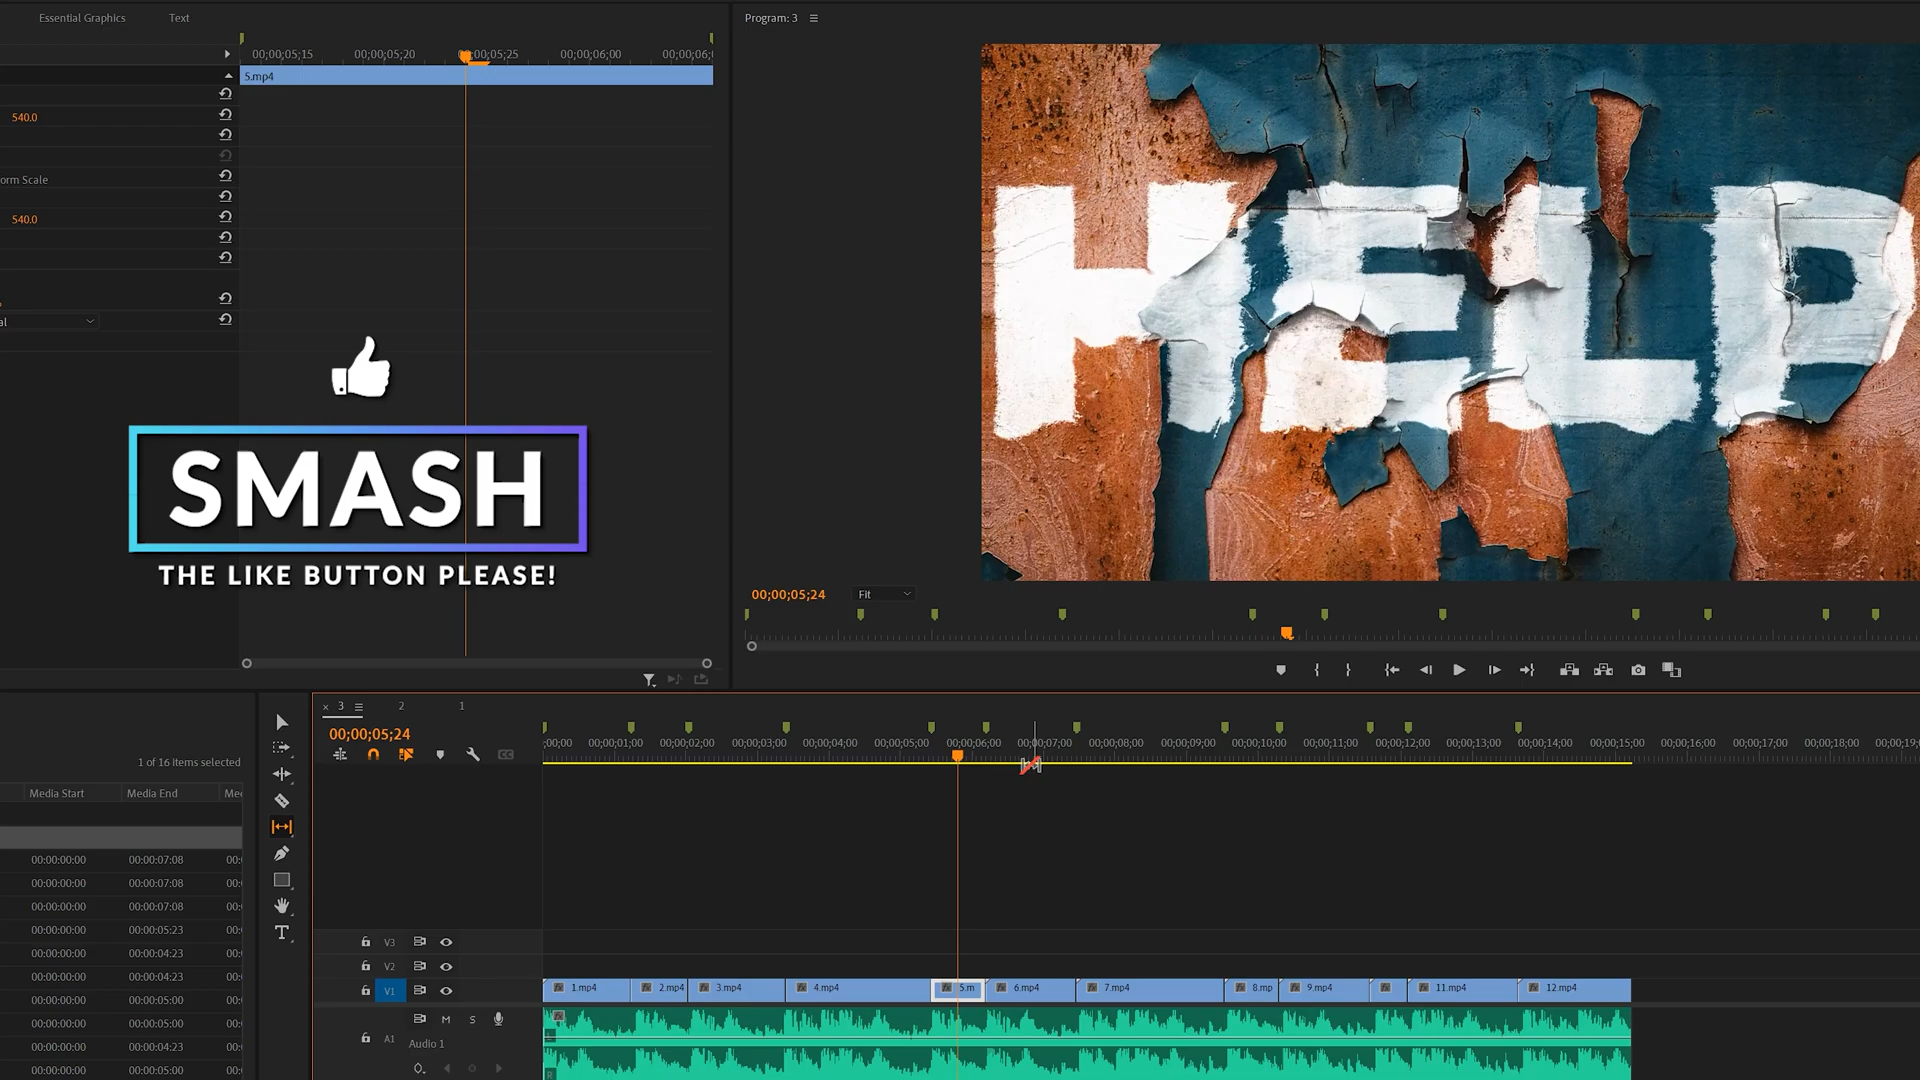 Essential Graphics Text
00;00;05;15 00;00;05;20 00;00;05;25 00;00;06;00
5.mp4
540.0
orm Scale
540.0
al
SMASH
THE LIKE BUTTON PLEASE!
Program: 3
HELP
00;00;05;24 Fit
1 of 16 Items selected
Media Start Media End
00:00:00:00 00:00:07:08
00:00:00:00 00:00:07:08
00:00:00:00 00:00:07:08
00:00:00:00 00:00:05:23
00:00:00:00 00:00:04:23
00:00:00:00 00:00:04:23
00:00:00:00 00:00:05:00
00:00:00:00 00:00:05:00
00:00:00:00 00:00:04:23
00:00:00:00 00:00:05:00
× 3 2 1
00;00;05;24
;00;00 00;00;01;00 00;00;02;00 00;00;03;00 00;00;04;00 00;00;05;00 00;00;06;00 00;00;07;00 00;00;08;00 00;00;09;00 00;00;10;00 00;00;11;00 00;00;12;00 00;00;13;00 00;00;14;00 00;00;15;00 00;00;16;00 00;00;17;00 00;00;18;00
V3
V2
V1
1.mp4 2.mp4 3.mp4 4.mp4 5.m 6.mp4 7.mp4 8.mp 9.mp4 11.mp4 12.mp4
M S
A1 Audio 1